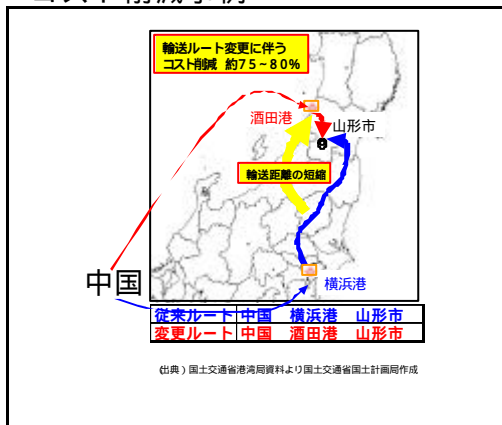 輸送ルート変更に伴う
コスト削減 約75~80%
酒田港
山形市
輸送距離の短縮
中国
横浜港
従来ルート 中国 横浜港 山形市
変更ルート 中国 酒田港 山形市
(出典)国土交通省港湾局資料より国土交通省国土計画局作成